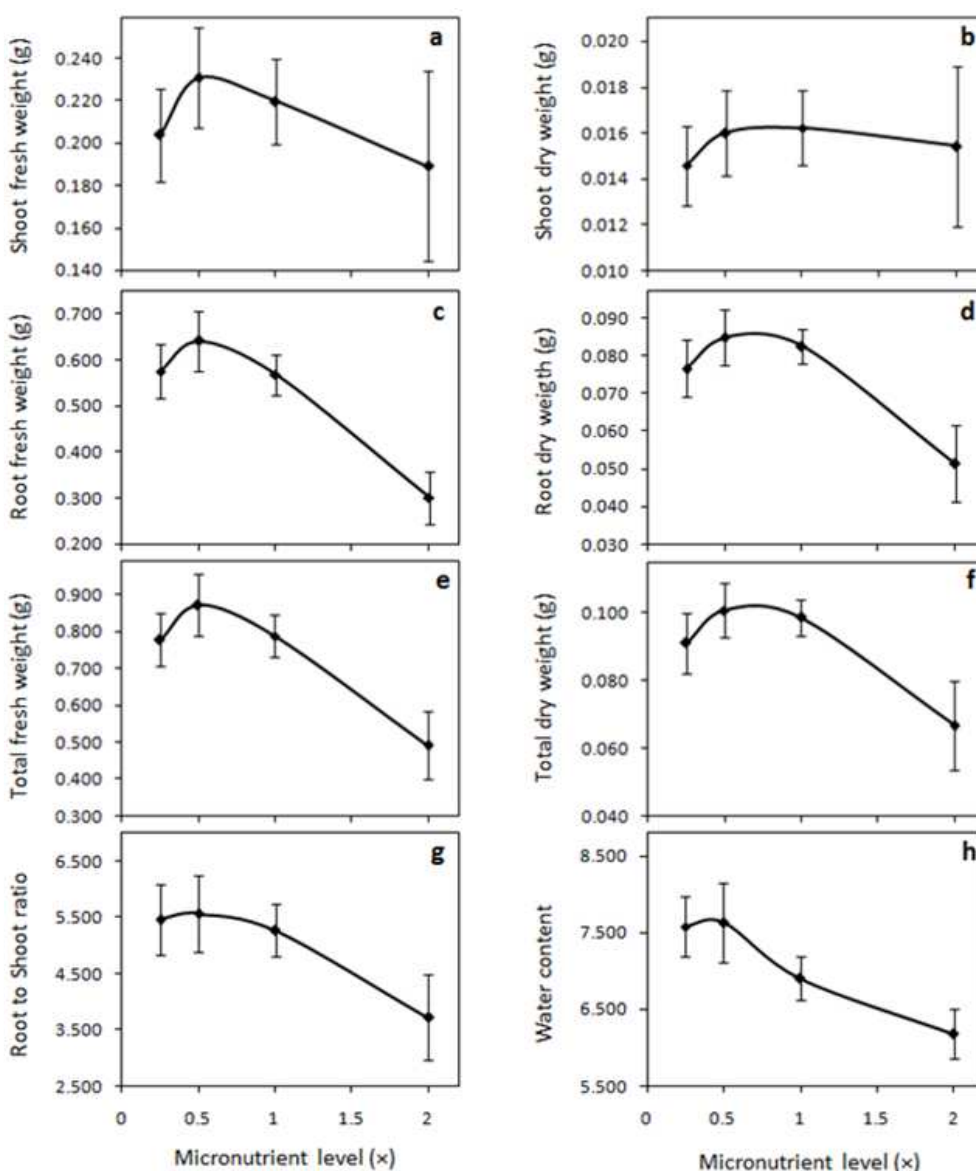 a
Shoot fresh weight (g)
0.240
0.220
0.200
0.180
0.160
0.140
b
Shoot dry weight (g)
0.020
0.018
0.016
0.014
0.012
0.010
c
Root fresh weight (g)
0.700
0.600
0.500
0.400
0.300
0.200
d
Root dry weigth (g)
0.090
0.080
0.070
0.060
0.050
0.040
0.030
e
Total fresh weight (g)
0.900
0.800
0.700
0.600
0.500
0.400
0.300
f
Total dry weight (g)
0.100
0.080
0.060
0.040
g
Root to Shoot ratio
6.500
5.500
4.500
3.500
2.500
0 0.5 1 1.5 2
Micronutrient level (×)
h
Water content
8.500
7.500
6.500
5.500
0 0.5 1 1.5 2
Micronutrient level (×)